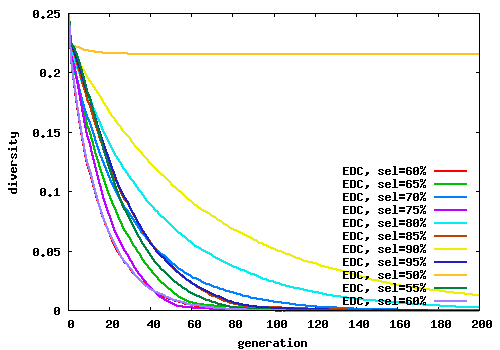 0.25
0.2
0.15
0.1
0.05
0
diversity
EDC, sel=60%
EDC, sel=65%
EDC, sel=70%
EDC, sel=75%
EDC, sel=80%
EDC, sel=85%
EDC, sel=90%
EDC, sel=95%
EDC, sel=50%
EDC, sel=55%
EDC, sel=60%
0 20 40 60 80 100 120 140 160 180 200
generation